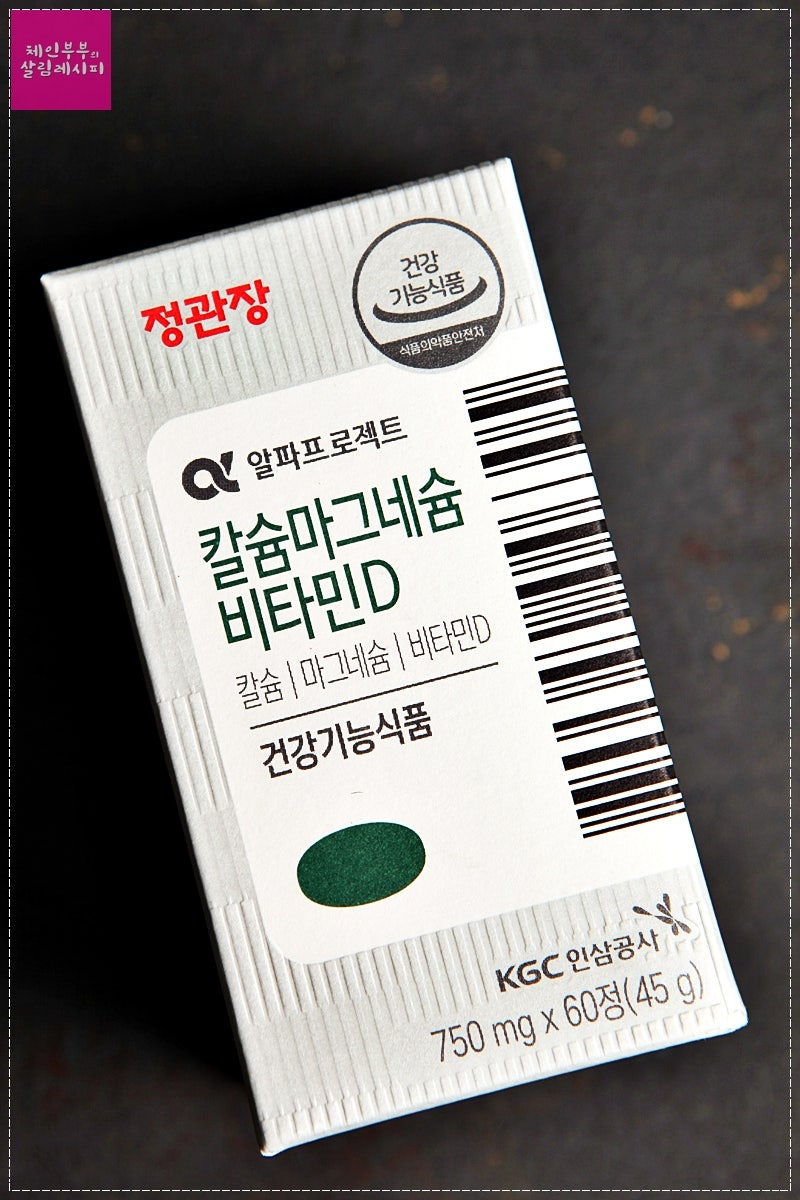 체인부부의
살림레시피
정관장
건강
기능식품
식품의약품안전처
알파프로젝트
칼슘마그네슘
비타민D
칼슘 | 마그네슘 | 비타민D
건강기능식품
KGC 인삼공사
750 mg x 60정(45 g)